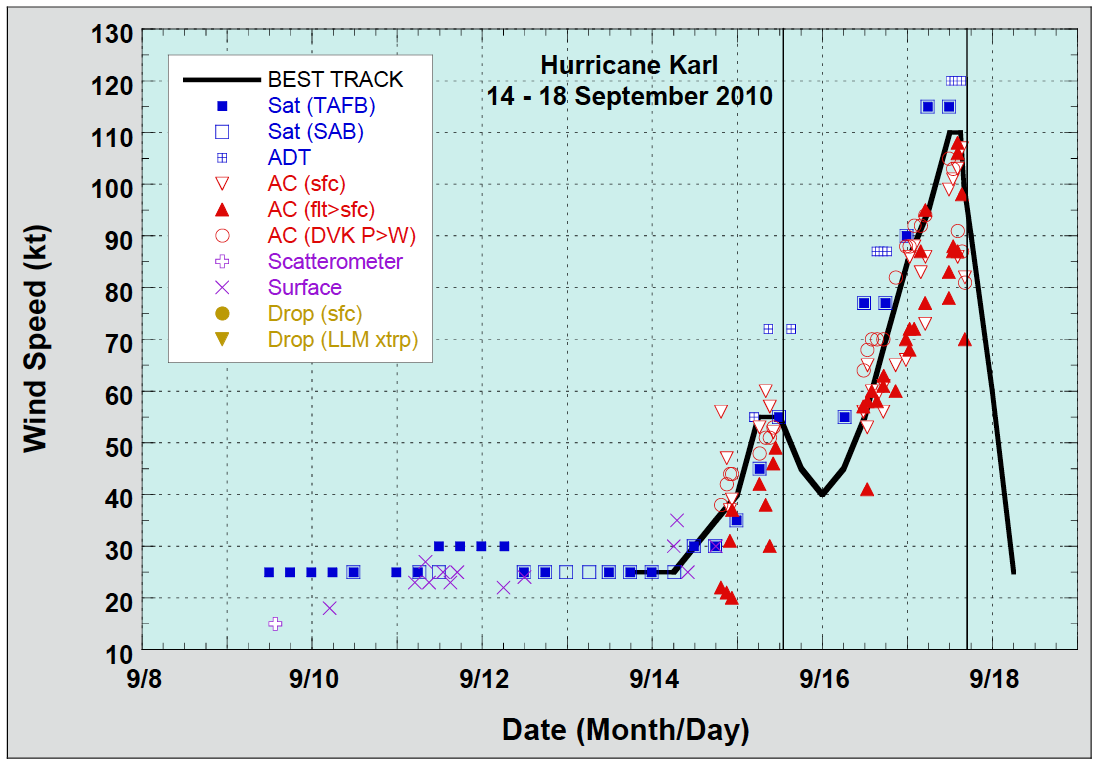 Hurricane Karl
14 - 18 September 2010
BEST TRACK
Sat (TAFB)
Sat (SAB)
ADT
AC (sfc)
AC (flt>sfc)
AC (DVK P>W)
Scatterometer
Surface
Drop (sfc)
Drop (LLM xtrp)
Wind Speed (kt)
130
120
110
100
90
80
70
60
50
40
30
20
10
9/8
9/10
9/12
9/14
9/16
9/18
Date (Month/Day)